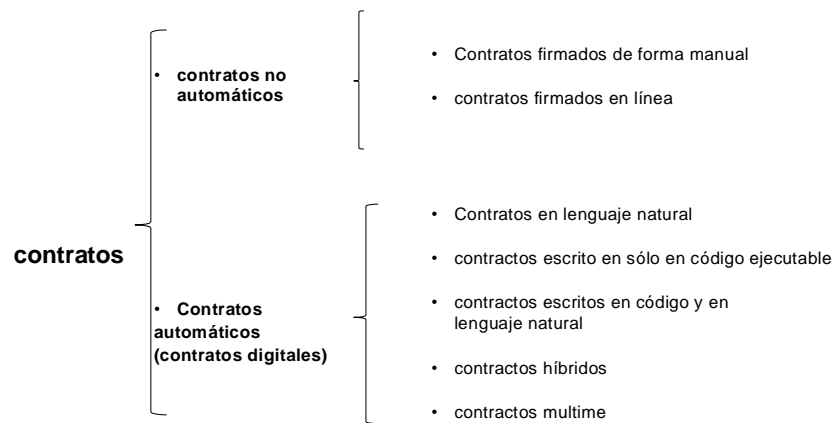 contratos
• contratos no
automáticos
• Contratos firmados de forma manual
• contratos firmados en línea
• Contratos
automáticos
(contratos digitales)
• Contratos en lenguaje natural
• contractos escrito en sólo en código ejecutable
• contractos escritos en código y en
lenguaje natural
• contractos híbridos
• contractos multime